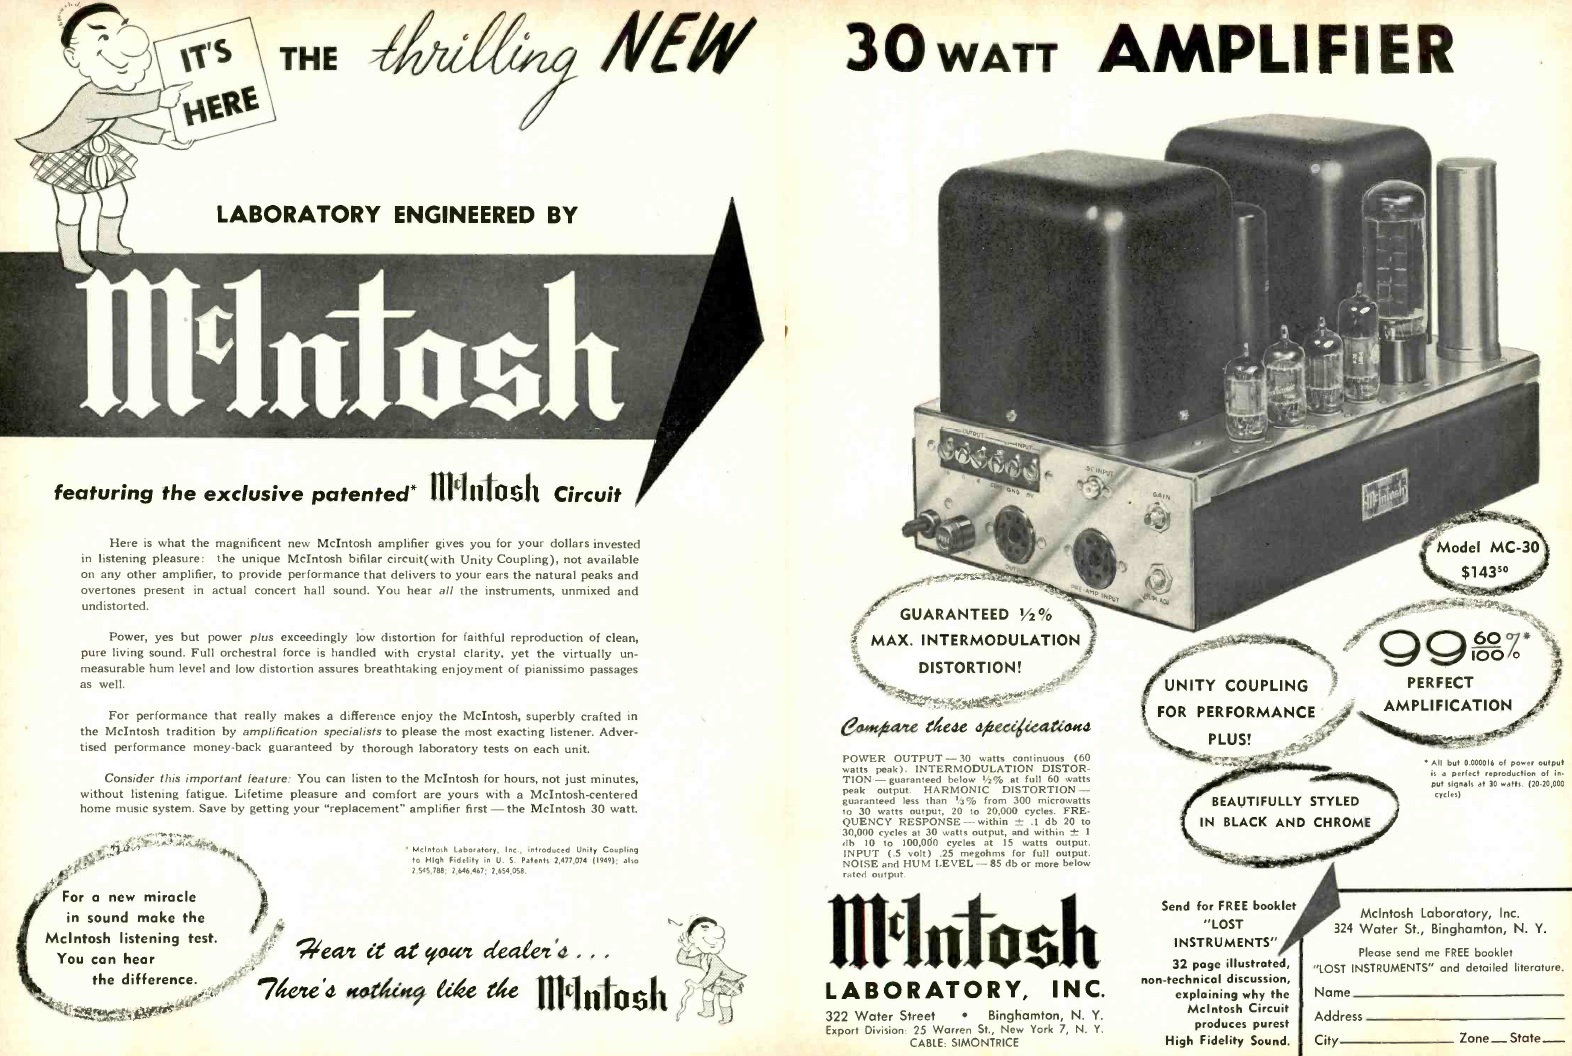 IT'S
HERE
THE thrilling NEW
LABORATORY ENGINEERED BY
McIntosh
featuring the exclusive patented* McIntosh Circuit
Here is what the magnificent new McIntosh amplifier gives you for your dollars invested
in listening pleasure: the unique McIntosh bifilar circuit(with Unity Coupling), not available
on any other amplifier, to provide performance that delivers to your ears the natural peaks and
overtones present in actual concert hall sound. You hear all the instruments, unmixed and
undistorted.
Power, yes but power plus exceedingly low distortion for faithful reproduction of clean,
pure living sound. Full orchestral force is handled with crystal clarity, yet the virtually un-
measurable hum level and low distortion assures breathtaking enjoyment of pianissimo passages
as well.
For performance that really makes a difference enjoy the McIntosh, superbly crafted in
the McIntosh tradition by amplification specialists to please the most exacting listener. Adver-
tised performance money-back guaranteed by thorough laboratory tests on each unit.
Consider this important feature: You can listen to the McIntosh for hours, not just minutes,
without listening fatigue. Lifetime pleasure and comfort are yours with a McIntosh-centered
home music system. Save by getting your "replacement" amplifier first — the McIntosh 30 watt.
* McIntosh Laboratory, Inc., introduced Unity Coupling
to High Fidelity in U. S. Patents 2,477,074 (1949); also
2,545,788; 2,646,467; 2,654,058.
For a new miracle
in sound make the
McIntosh listening test.
You can hear
the difference.
Hear it at your dealer's . . .
There's nothing like the McIntosh
30 WATT AMPLIFIER
OUTPUT INPUT
GAIN
McIntosh
Model MC-30
$143⁵⁰
GUARANTEED ½%
MAX. INTERMODULATION
DISTORTION!
UNITY COUPLING
FOR PERFORMANCE
PLUS!
99 60/100%*
PERFECT
AMPLIFICATION
* All but 0.000016 of power output
is a perfect reproduction of in-
put signals at 30 watts. (20-20,000
cycles)
BEAUTIFULLY STYLED
IN BLACK AND CHROME
Compare these specifications
POWER OUTPUT — 30 watts continuous (60
watts peak). INTERMODULATION DISTOR-
TION — guaranteed below ½% at full 60 watts
peak output. HARMONIC DISTORTION —
guaranteed less than ⅓% from 300 microwatts
to 30 watts output, 20 to 20,000 cycles. FRE-
QUENCY RESPONSE — within ± .1 db 20 to
30,000 cycles at 30 watts output, and within ± 1
db 10 to 100,000 cycles at 15 watts output.
INPUT (.5 volt) .25 megohms for full output.
NOISE and HUM LEVEL — 85 db or more below
rated output.
McIntosh
LABORATORY, INC.
322 Water Street • Binghamton, N. Y.
Export Division: 25 Warren St., New York 7, N. Y.
CABLE: SIMONTRICE
Send for FREE booklet
"LOST
INSTRUMENTS"
32 page illustrated,
non-technical discussion,
explaining why the
McIntosh Circuit
produces purest
High Fidelity Sound.
McIntosh Laboratory, Inc.
324 Water St., Binghamton, N. Y.
Please send me FREE booklet
"LOST INSTRUMENTS" and detailed literature.
Name
Address
City Zone State